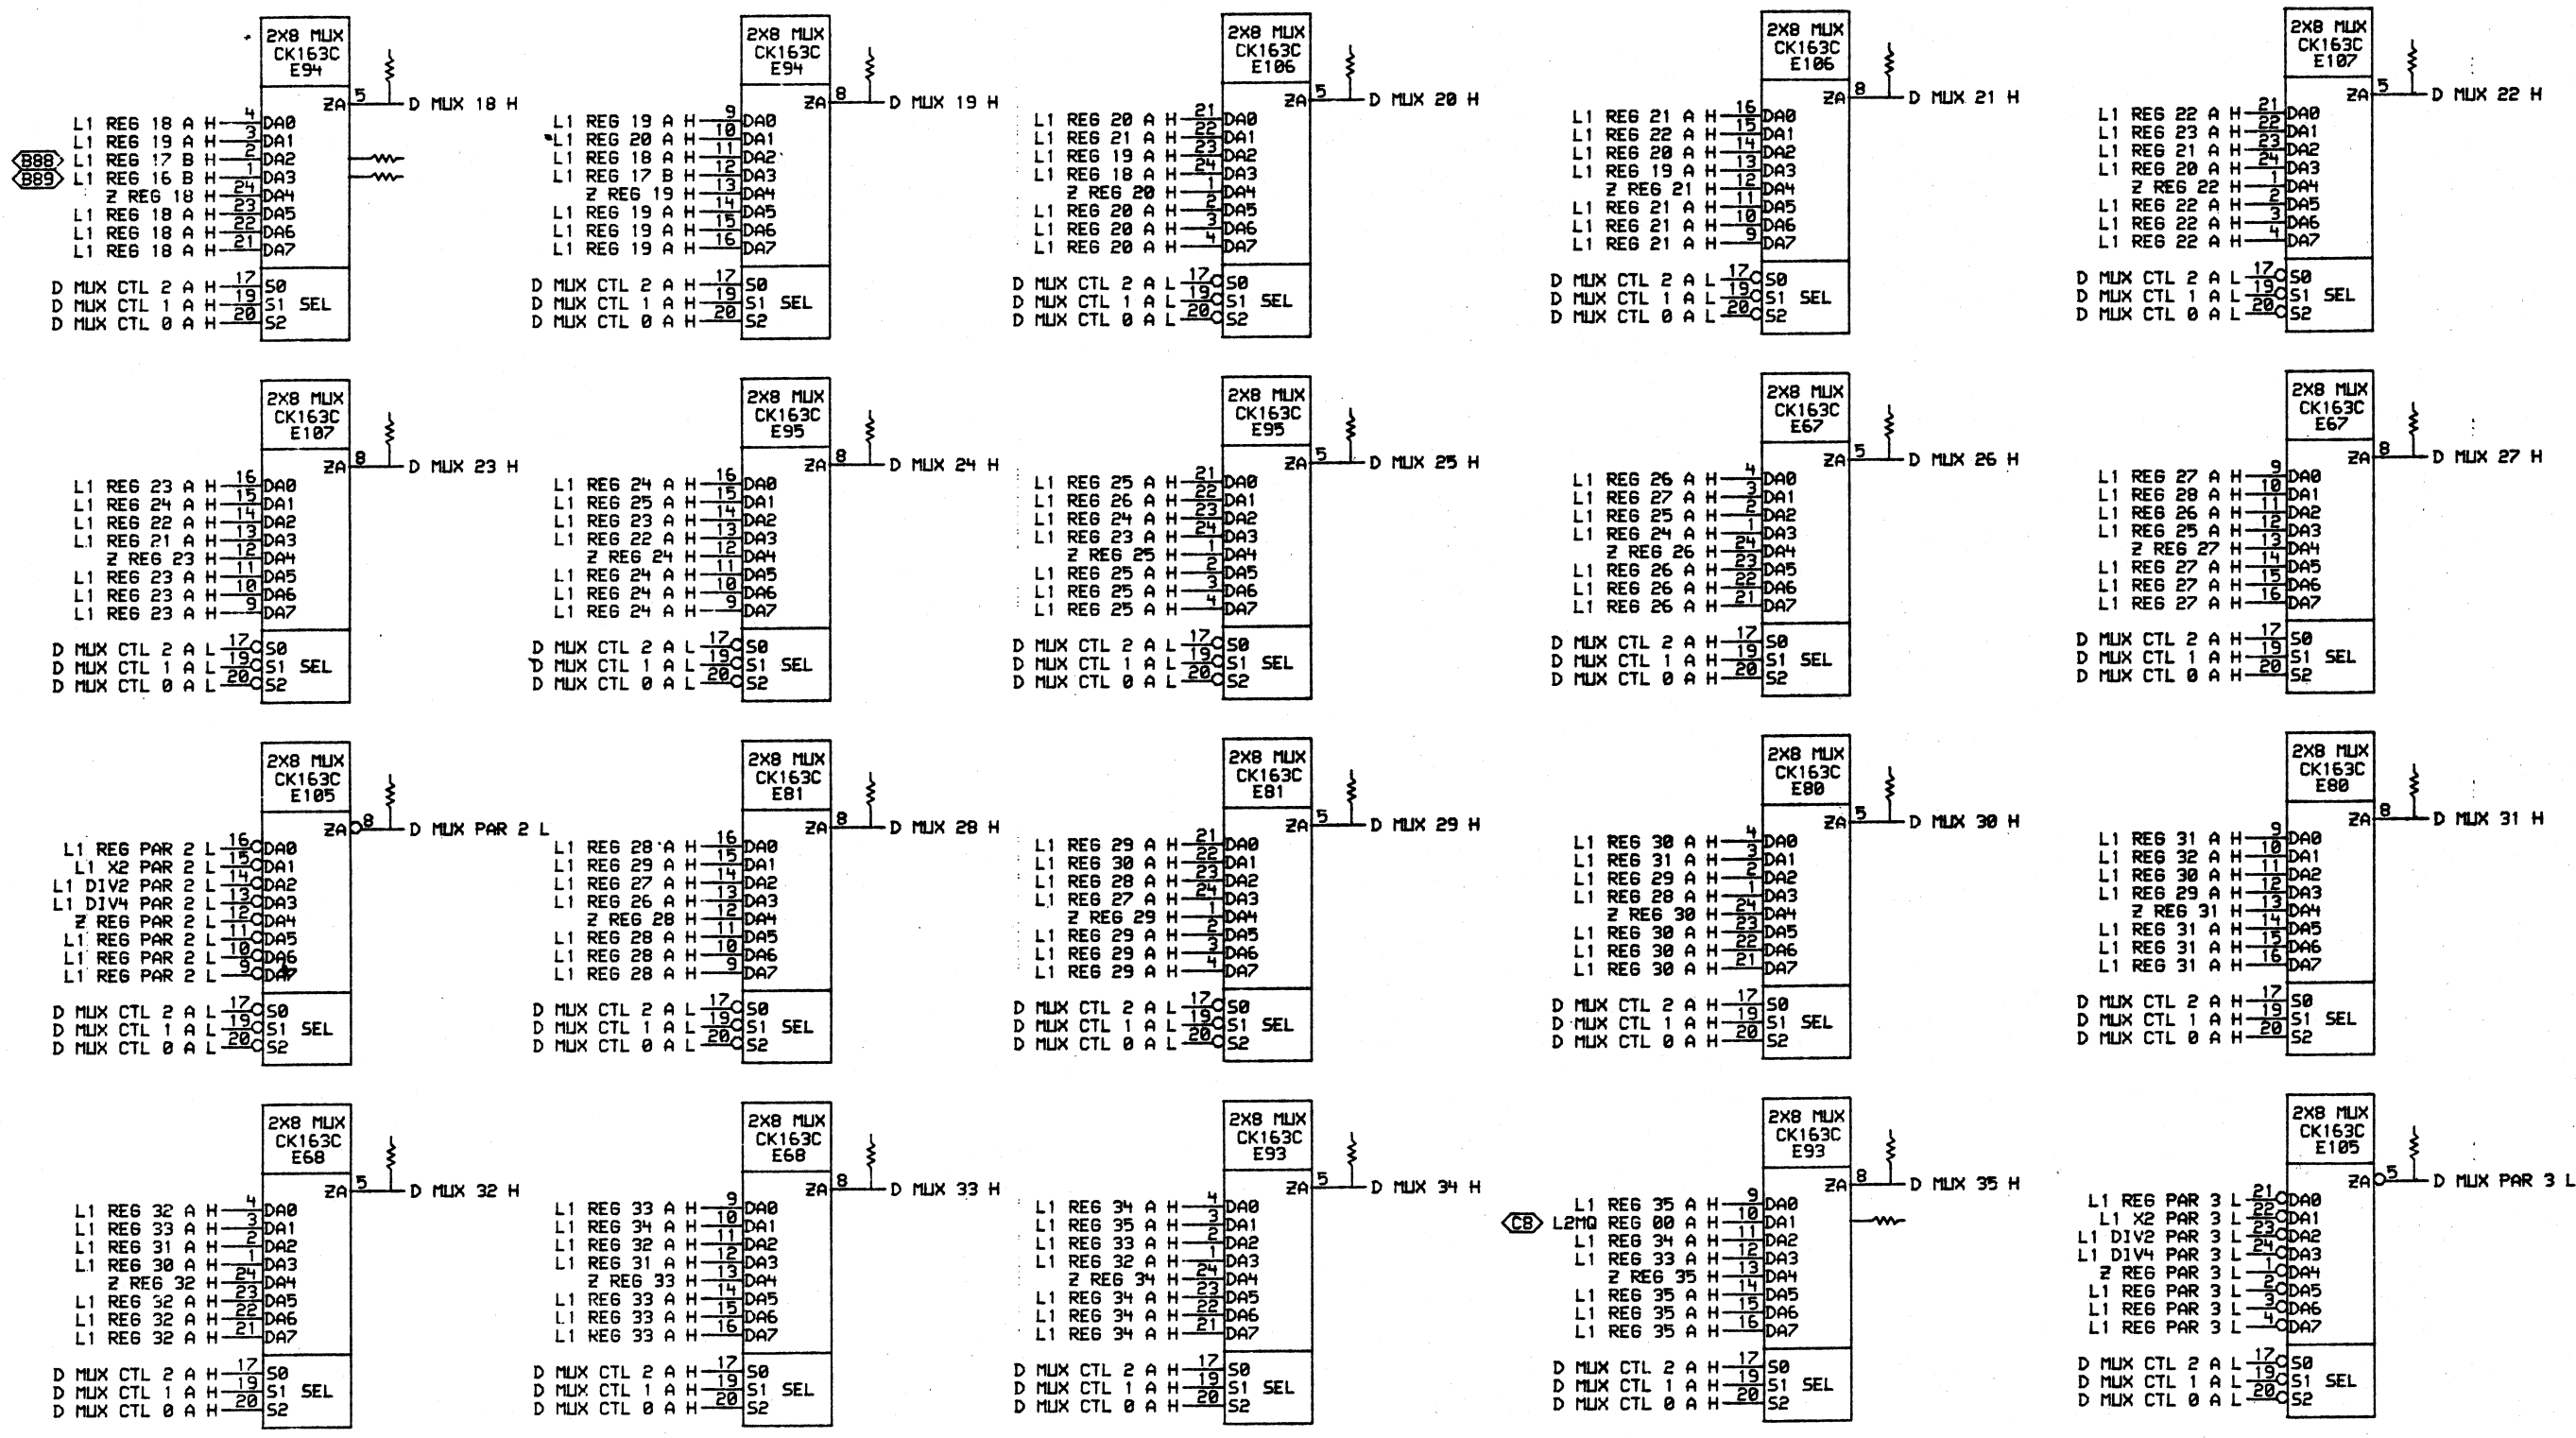 2X8 MUX
CK163C
E94
ZA 5 D MUX 18 H
L1 REG 18 A H 4 DA0
L1 REG 19 A H 3 DA1
B88 L1 REG 17 B H 2 DA2
B89 L1 REG 16 B H 1 DA3
Z REG 18 H 24 DA4
L1 REG 18 A H 23 DA5
L1 REG 18 A H 22 DA6
L1 REG 18 A H 21 DA7
D MUX CTL 2 A H 17 S0
D MUX CTL 1 A H 19 S1 SEL
D MUX CTL 0 A H 20 S2
2X8 MUX
CK163C
E94
ZA 8 D MUX 19 H
L1 REG 19 A H 9 DA0
L1 REG 20 A H 10 DA1
L1 REG 18 A H 11 DA2
L1 REG 17 B H 12 DA3
Z REG 19 H 13 DA4
L1 REG 19 A H 14 DA5
L1 REG 19 A H 15 DA6
L1 REG 19 A H 16 DA7
D MUX CTL 2 A H 17 S0
D MUX CTL 1 A H 19 S1 SEL
D MUX CTL 0 A H 20 S2
2X8 MUX
CK163C
E106
ZA 5 D MUX 20 H
L1 REG 20 A H 21 DA0
L1 REG 21 A H 22 DA1
L1 REG 19 A H 23 DA2
L1 REG 18 A H 24 DA3
Z REG 20 H 1 DA4
L1 REG 20 A H 2 DA5
L1 REG 20 A H 3 DA6
L1 REG 20 A H 4 DA7
D MUX CTL 2 A L 17 S0
D MUX CTL 1 A L 19 S1 SEL
D MUX CTL 0 A L 20 S2
2X8 MUX
CK163C
E106
ZA 8 D MUX 21 H
L1 REG 21 A H 16 DA0
L1 REG 22 A H 15 DA1
L1 REG 20 A H 14 DA2
L1 REG 19 A H 13 DA3
Z REG 21 H 12 DA4
L1 REG 21 A H 11 DA5
L1 REG 21 A H 10 DA6
L1 REG 21 A H 9 DA7
D MUX CTL 2 A L 17 S0
D MUX CTL 1 A L 19 S1 SEL
D MUX CTL 0 A L 20 S2
2X8 MUX
CK163C
E107
ZA 5 D MUX 22 H
L1 REG 22 A H 21 DA0
L1 REG 23 A H 22 DA1
L1 REG 21 A H 23 DA2
L1 REG 20 A H 24 DA3
Z REG 22 H 1 DA4
L1 REG 22 A H 2 DA5
L1 REG 22 A H 3 DA6
L1 REG 22 A H 4 DA7
D MUX CTL 2 A L 17 S0
D MUX CTL 1 A L 19 S1 SEL
D MUX CTL 0 A L 20 S2
2X8 MUX
CK163C
E107
ZA 8 D MUX 23 H
L1 REG 23 A H 16 DA0
L1 REG 24 A H 15 DA1
L1 REG 22 A H 14 DA2
L1 REG 21 A H 13 DA3
Z REG 23 H 12 DA4
L1 REG 23 A H 11 DA5
L1 REG 23 A H 10 DA6
L1 REG 23 A H 9 DA7
D MUX CTL 2 A L 17 S0
D MUX CTL 1 A L 19 S1 SEL
D MUX CTL 0 A L 20 S2
2X8 MUX
CK163C
E95
ZA 8 D MUX 24 H
L1 REG 24 A H 16 DA0
L1 REG 25 A H 15 DA1
L1 REG 23 A H 14 DA2
L1 REG 22 A H 13 DA3
Z REG 24 H 12 DA4
L1 REG 24 A H 11 DA5
L1 REG 24 A H 10 DA6
L1 REG 24 A H 9 DA7
D MUX CTL 2 A L 17 S0
D MUX CTL 1 A L 19 S1 SEL
D MUX CTL 0 A L 20 S2
2X8 MUX
CK163C
E95
ZA 5 D MUX 25 H
L1 REG 25 A H 21 DA0
L1 REG 26 A H 22 DA1
L1 REG 24 A H 23 DA2
L1 REG 23 A H 24 DA3
Z REG 25 H 1 DA4
L1 REG 25 A H 2 DA5
L1 REG 25 A H 3 DA6
L1 REG 25 A H 4 DA7
D MUX CTL 2 A L 17 S0
D MUX CTL 1 A L 19 S1 SEL
D MUX CTL 0 A L 20 S2
2X8 MUX
CK163C
E67
ZA 5 D MUX 26 H
L1 REG 26 A H 4 DA0
L1 REG 27 A H 3 DA1
L1 REG 25 A H 2 DA2
L1 REG 24 A H 1 DA3
Z REG 26 H 24 DA4
L1 REG 26 A H 23 DA5
L1 REG 26 A H 22 DA6
L1 REG 26 A H 21 DA7
D MUX CTL 2 A H 17 S0
D MUX CTL 1 A H 19 S1 SEL
D MUX CTL 0 A H 20 S2
2X8 MUX
CK163C
E67
ZA 8 D MUX 27 H
L1 REG 27 A H 9 DA0
L1 REG 28 A H 10 DA1
L1 REG 26 A H 11 DA2
L1 REG 25 A H 12 DA3
Z REG 27 H 13 DA4
L1 REG 27 A H 14 DA5
L1 REG 27 A H 15 DA6
L1 REG 27 A H 16 DA7
D MUX CTL 2 A H 17 S0
D MUX CTL 1 A H 19 S1 SEL
D MUX CTL 0 A H 20 S2
2X8 MUX
CK163C
E105
ZA 8 D MUX PAR 2 L
L1 REG PAR 2 L 16 DA0
L1 X2 PAR 2 L 15 DA1
L1 DIV2 PAR 2 L 14 DA2
L1 DIV4 PAR 2 L 13 DA3
Z REG PAR 2 L 12 DA4
L1 REG PAR 2 L 11 DA5
L1 REG PAR 2 L 10 DA6
L1 REG PAR 2 L 9 DA7
D MUX CTL 2 A L 17 S0
D MUX CTL 1 A L 19 S1 SEL
D MUX CTL 0 A L 20 S2
2X8 MUX
CK163C
E81
ZA 8 D MUX 28 H
L1 REG 28 A H 16 DA0
L1 REG 29 A H 15 DA1
L1 REG 27 A H 14 DA2
L1 REG 26 A H 13 DA3
Z REG 28 H 12 DA4
L1 REG 28 A H 11 DA5
L1 REG 28 A H 10 DA6
L1 REG 28 A H 9 DA7
D MUX CTL 2 A L 17 S0
D MUX CTL 1 A L 19 S1 SEL
D MUX CTL 0 A L 20 S2
2X8 MUX
CK163C
E81
ZA 5 D MUX 29 H
L1 REG 29 A H 21 DA0
L1 REG 30 A H 22 DA1
L1 REG 28 A H 23 DA2
L1 REG 27 A H 24 DA3
Z REG 29 H 1 DA4
L1 REG 29 A H 2 DA5
L1 REG 29 A H 3 DA6
L1 REG 29 A H 4 DA7
D MUX CTL 2 A L 17 S0
D MUX CTL 1 A L 19 S1 SEL
D MUX CTL 0 A L 20 S2
2X8 MUX
CK163C
E80
ZA 5 D MUX 30 H
L1 REG 30 A H 4 DA0
L1 REG 31 A H 3 DA1
L1 REG 29 A H 2 DA2
L1 REG 28 A H 1 DA3
Z REG 30 H 24 DA4
L1 REG 30 A H 23 DA5
L1 REG 30 A H 22 DA6
L1 REG 30 A H 21 DA7
D MUX CTL 2 A H 17 S0
D MUX CTL 1 A H 19 S1 SEL
D MUX CTL 0 A H 20 S2
2X8 MUX
CK163C
E80
ZA 8 D MUX 31 H
L1 REG 31 A H 9 DA0
L1 REG 32 A H 10 DA1
L1 REG 30 A H 11 DA2
L1 REG 29 A H 12 DA3
Z REG 31 H 13 DA4
L1 REG 31 A H 14 DA5
L1 REG 31 A H 15 DA6
L1 REG 31 A H 16 DA7
D MUX CTL 2 A H 17 S0
D MUX CTL 1 A H 19 S1 SEL
D MUX CTL 0 A H 20 S2
2X8 MUX
CK163C
E68
ZA 5 D MUX 32 H
L1 REG 32 A H 4 DA0
L1 REG 33 A H 3 DA1
L1 REG 31 A H 2 DA2
L1 REG 30 A H 1 DA3
Z REG 32 H 24 DA4
L1 REG 32 A H 23 DA5
L1 REG 32 A H 22 DA6
L1 REG 32 A H 21 DA7
D MUX CTL 2 A H 17 S0
D MUX CTL 1 A H 19 S1 SEL
D MUX CTL 0 A H 20 S2
2X8 MUX
CK163C
E68
ZA 8 D MUX 33 H
L1 REG 33 A H 9 DA0
L1 REG 34 A H 10 DA1
L1 REG 32 A H 11 DA2
L1 REG 31 A H 12 DA3
Z REG 33 H 13 DA4
L1 REG 33 A H 14 DA5
L1 REG 33 A H 15 DA6
L1 REG 33 A H 16 DA7
D MUX CTL 2 A H 17 S0
D MUX CTL 1 A H 19 S1 SEL
D MUX CTL 0 A H 20 S2
2X8 MUX
CK163C
E93
ZA 5 D MUX 34 H
L1 REG 34 A H 4 DA0
L1 REG 35 A H 3 DA1
L1 REG 33 A H 2 DA2
L1 REG 32 A H 1 DA3
Z REG 34 H 24 DA4
L1 REG 34 A H 23 DA5
L1 REG 34 A H 22 DA6
L1 REG 34 A H 21 DA7
D MUX CTL 2 A H 17 S0
D MUX CTL 1 A H 19 S1 SEL
D MUX CTL 0 A H 20 S2
2X8 MUX
CK163C
E93
ZA 8 D MUX 35 H
L1 REG 35 A H 9 DA0
C8 L2MQ REG 00 A H 10 DA1
L1 REG 34 A H 11 DA2
L1 REG 33 A H 12 DA3
Z REG 35 H 13 DA4
L1 REG 35 A H 14 DA5
L1 REG 35 A H 15 DA6
L1 REG 35 A H 16 DA7
D MUX CTL 2 A H 17 S0
D MUX CTL 1 A H 19 S1 SEL
D MUX CTL 0 A H 20 S2
2X8 MUX
CK163C
E105
ZA 5 D MUX PAR 3 L
L1 REG PAR 3 L 21 DA0
L1 X2 PAR 3 L 22 DA1
L1 DIV2 PAR 3 L 23 DA2
L1 DIV4 PAR 3 L 24 DA3
Z REG PAR 3 L 1 DA4
L1 REG PAR 3 L 2 DA5
L1 REG PAR 3 L 3 DA6
L1 REG PAR 3 L 4 DA7
D MUX CTL 2 A L 17 S0
D MUX CTL 1 A L 19 S1 SEL
D MUX CTL 0 A L 20 S2